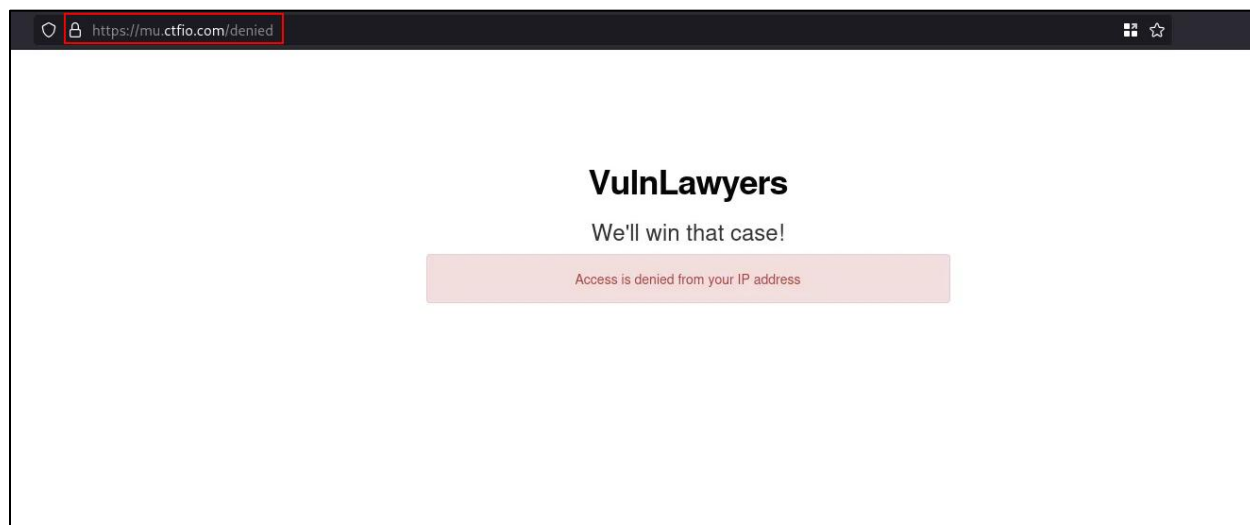 https://mu.ctfio.com/denied
VulnLawyers
We'll win that case!
Access is denied from your IP address